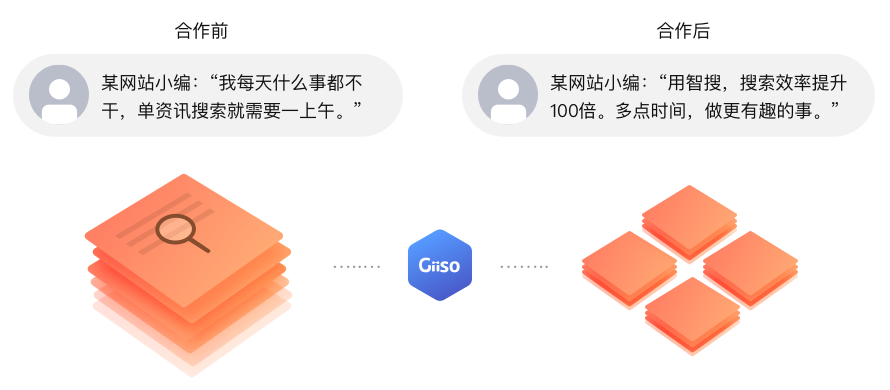 合作前
某网站小编：“我每天什么事都不
干，单资讯搜索就需要一上午。”
合作后
某网站小编：“用智搜，搜索效率提升
100倍。多点时间，做更有趣的事。”
Giiso